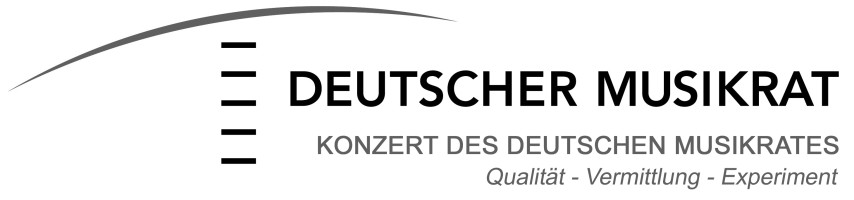 DEUTSCHER MUSIKRAT
KONZERT DES DEUTSCHEN MUSIKRATES
Qualität - Vermittlung - Experiment